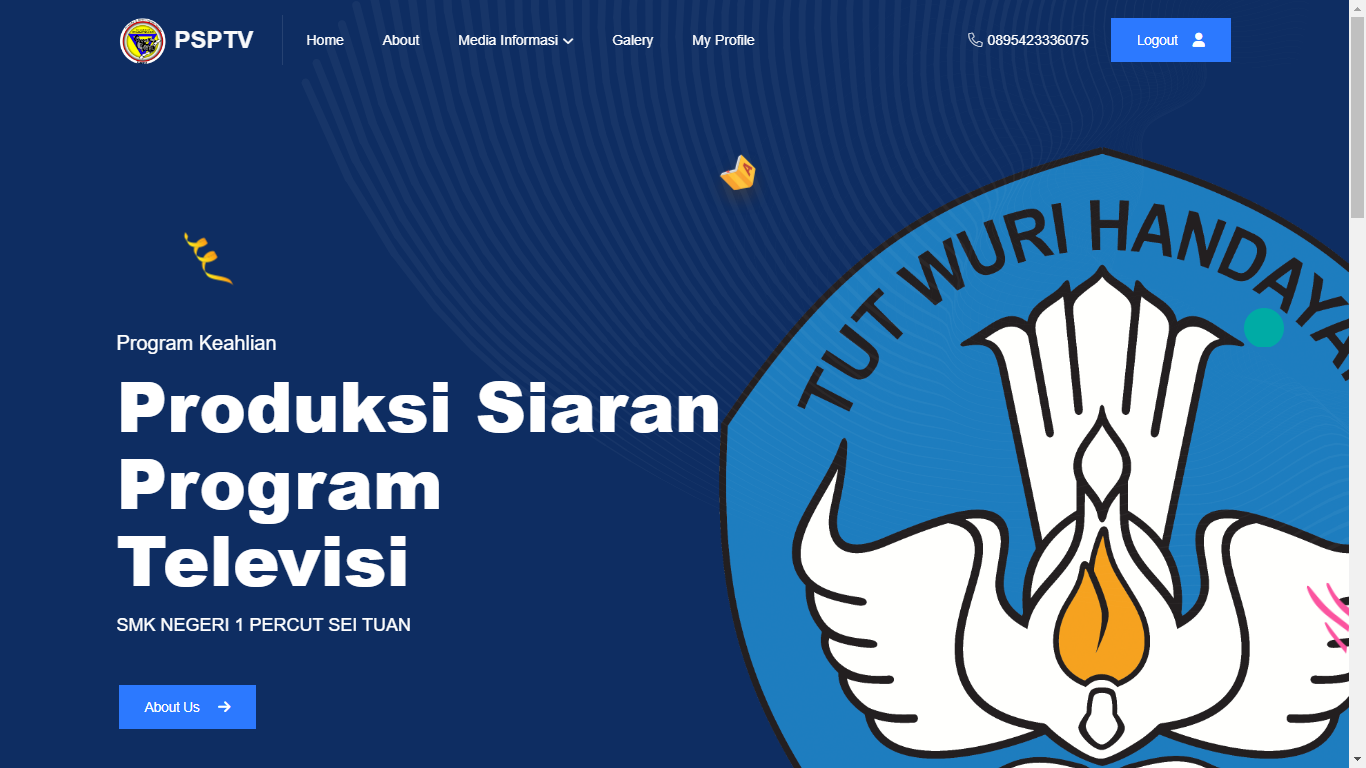 PSPTV
Home
About
Media Informasi
Galery
My Profile
0895423336075
Logout
A
TUT WURI HANDAYA
Program Keahlian
Produksi Siaran
Program
Televisi
SMK NEGERI 1 PERCUT SEI TUAN
About Us